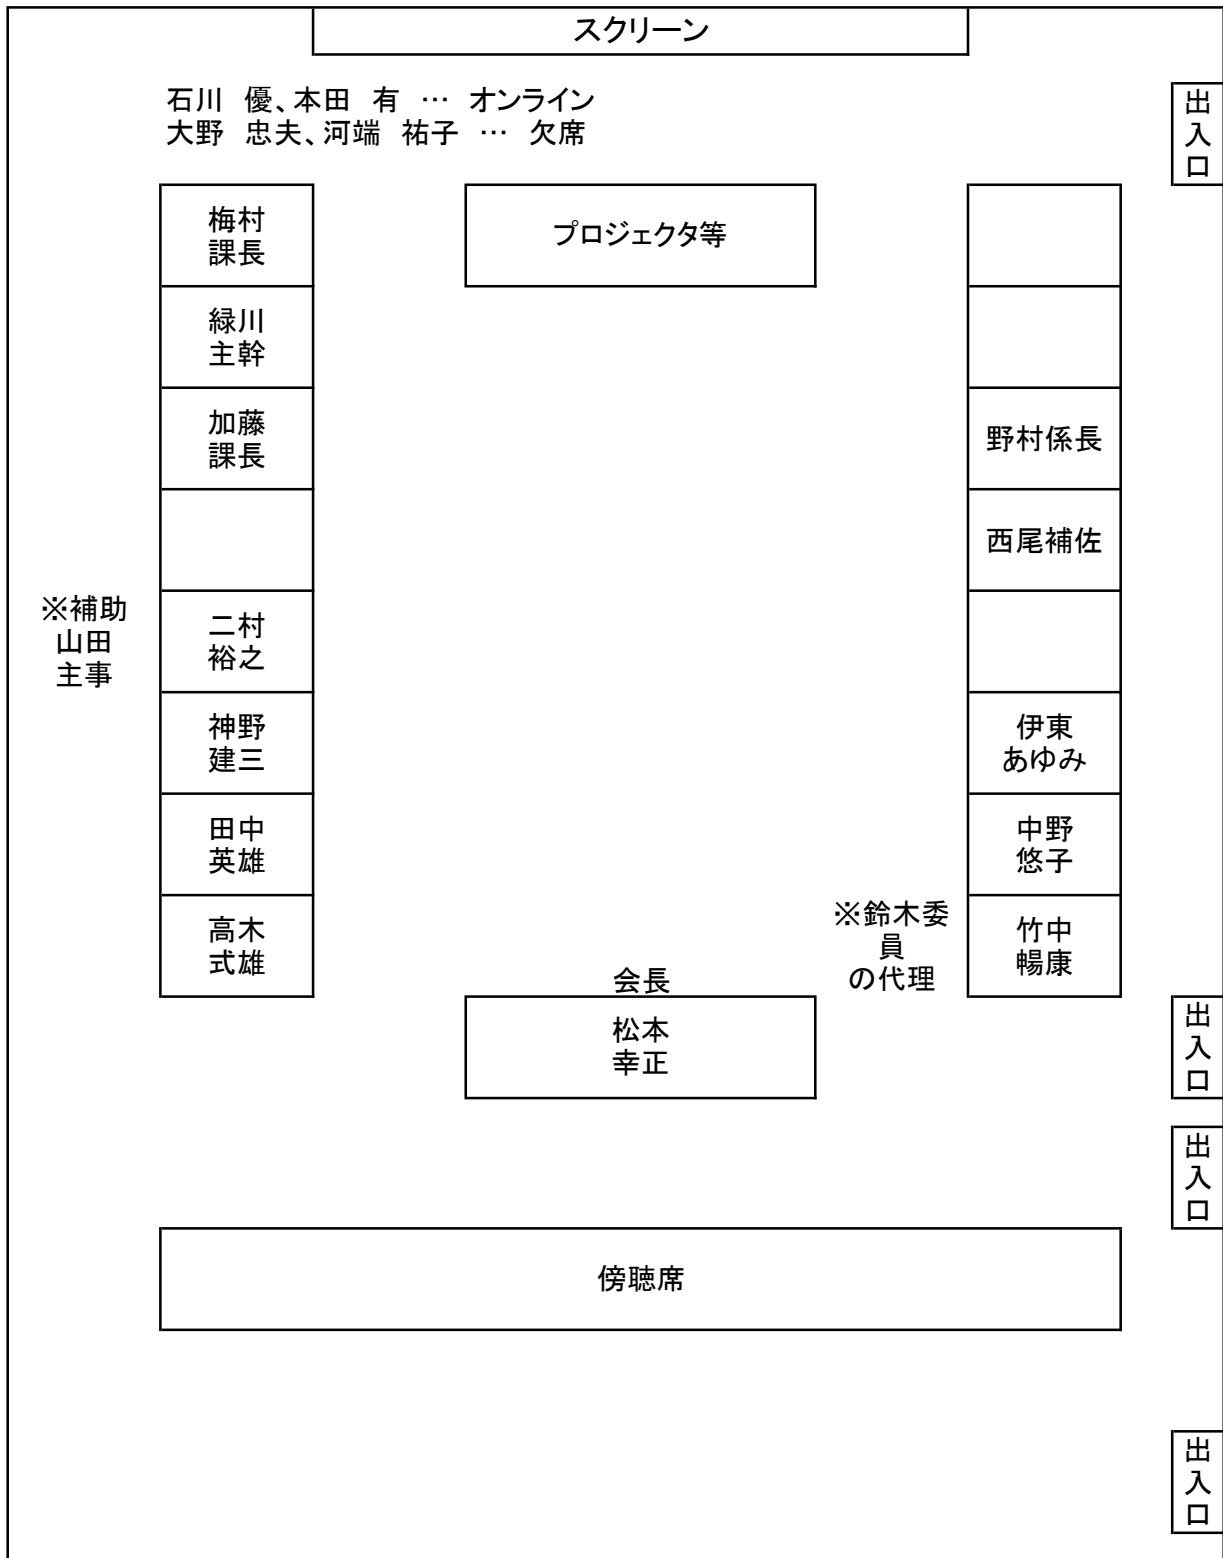 スクリーン
石川　優、本田　有　…　オンライン
大野　忠夫、河端　祐子　…　欠席
出
入
口
梅村
課長
プロジェクタ等
緑川
主幹
加藤
課長
野村係長
西尾補佐
※補助
山田
主事
二村
裕之
神野
建三
伊東
あゆみ
田中
英雄
中野
悠子
高木
式雄
※鈴木委
員
の代理
竹中
暢康
会長
松本
幸正
出
入
口
出
入
口
傍聴席
出
入
口